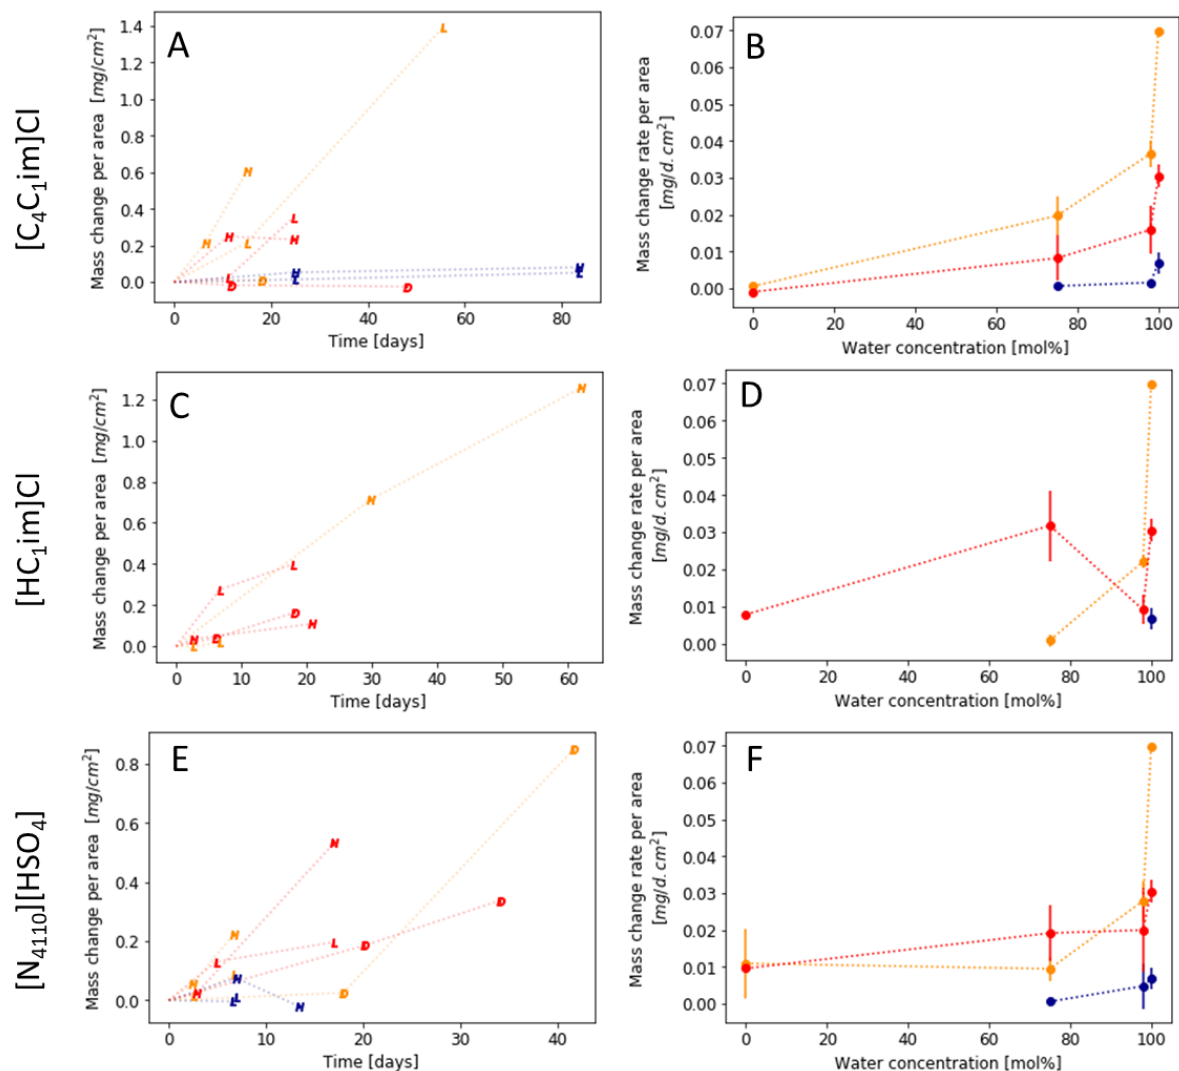 [C4C1im]Cl
A
Mass change per area [mg/cm²]
1.4
1.2
1.0
0.8
0.6
0.4
0.2
0.0
H
H
L
L
H
H
L
L
D
D
D
H
L
H
L
0
20
40
60
80
Time [days]
B
Mass change rate per area
[mg/d.cm²]
0.07
0.06
0.05
0.04
0.03
0.02
0.01
0.00
0
20
40
60
80
100
Water concentration [mol%]
[HC1im]Cl
C
Mass change per area [mg/cm²]
1.2
1.0
0.8
0.6
0.4
0.2
0.0
H
H
L
L
D
D
H
H
L
L
0
10
20
30
40
50
60
Time [days]
D
Mass change rate per area
[mg/d.cm²]
0.07
0.06
0.05
0.04
0.03
0.02
0.01
0.00
0
20
40
60
80
100
Water concentration [mol%]
[N4110][HSO4]
E
Mass change per area [mg/cm²]
0.8
0.6
0.4
0.2
0.0
D
H
D
H
L
L
D
H
H
D
H
L
L
H
0
10
20
30
40
Time [days]
F
Mass change rate per area
[mg/d.cm²]
0.07
0.06
0.05
0.04
0.03
0.02
0.01
0.00
0
20
40
60
80
100
Water concentration [mol%]